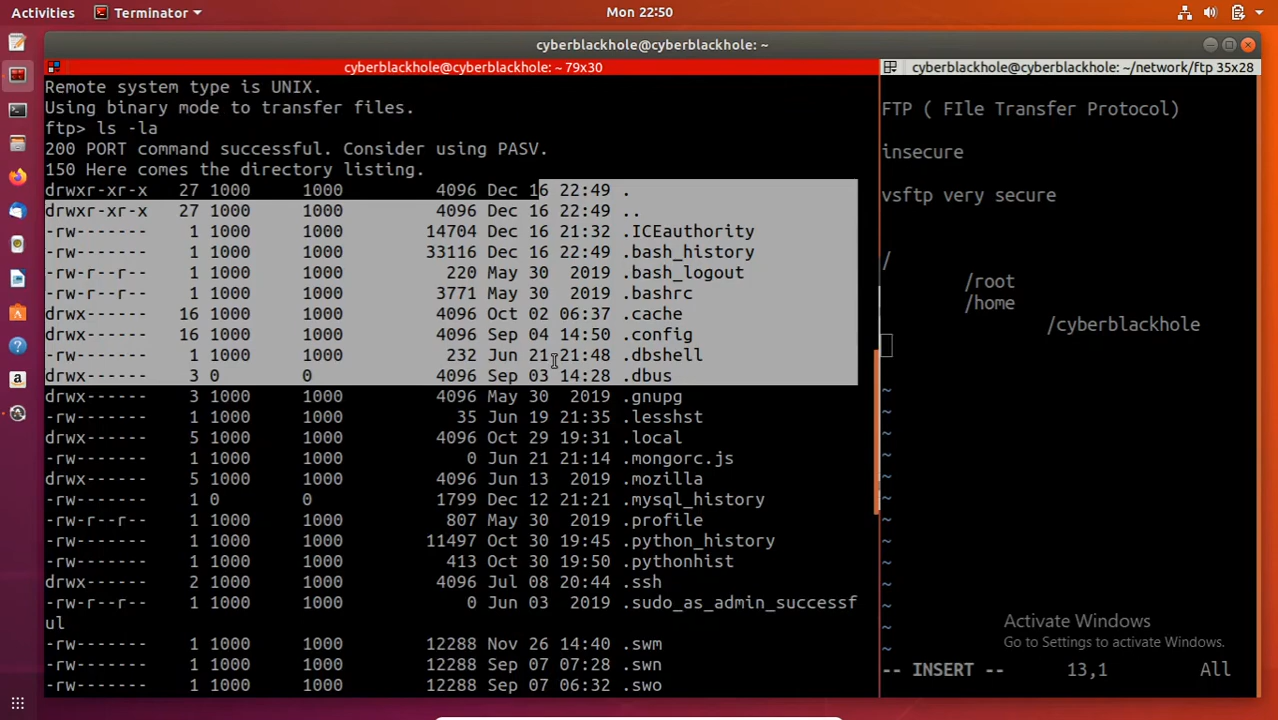 Activities Terminator Mon 22:50
cyberblackhole@cyberblackhole: ~
cyberblackhole@cyberblackhole: ~ 79x30
Remote system type is UNIX.
Using binary mode to transfer files.
ftp> ls -la
200 PORT command successful. Consider using PASV.
150 Here comes the directory listing.
drwxr-xr-x 27 1000 1000 4096 Dec 16 22:49 .
drwxr-xr-x 27 1000 1000 4096 Dec 16 22:49 ..
-rw------- 1 1000 1000 14704 Dec 16 21:32 .ICEauthority
-rw------- 1 1000 1000 33116 Dec 16 22:49 .bash_history
-rw-r--r-- 1 1000 1000 220 May 30 2019 .bash_logout
-rw-r--r-- 1 1000 1000 3771 May 30 2019 .bashrc
drwx------ 16 1000 1000 4096 Oct 02 06:37 .cache
drwx------ 16 1000 1000 4096 Sep 04 14:50 .config
-rw------- 1 1000 1000 232 Jun 21 21:48 .dbshell
drwx------ 3 0 0 4096 Sep 03 14:28 .dbus
drwx------ 3 1000 1000 4096 May 30 2019 .gnupg
-rw------- 1 1000 1000 35 Jun 19 21:35 .lesshst
drwx------ 5 1000 1000 4096 Oct 29 19:31 .local
-rw------- 1 1000 1000 0 Jun 21 21:14 .mongorc.js
drwx------ 5 1000 1000 4096 Jun 13 2019 .mozilla
-rw------- 1 0 0 1799 Dec 12 21:21 .mysql_history
-rw-r--r-- 1 1000 1000 807 May 30 2019 .profile
-rw------- 1 1000 1000 11497 Oct 30 19:45 .python_history
-rw------- 1 1000 1000 413 Oct 30 19:50 .pythonhist
drwx------ 2 1000 1000 4096 Jul 08 20:44 .ssh
-rw-r--r-- 1 1000 1000 0 Jun 03 2019 .sudo_as_admin_successf
ul
-rw------- 1 1000 1000 12288 Nov 26 14:40 .swm
-rw------- 1 1000 1000 12288 Sep 07 07:28 .swn
-rw------- 1 1000 1000 12288 Sep 07 06:32 .swo
cyberblackhole@cyberblackhole: ~/network/ftp 35x28
FTP ( FIle Transfer Protocol)
insecure
vsftp very secure
/
/root
/home
/cyberblackhole
~
~
~
~
~
~
~
~
~
~
~
~
~
Activate Windows
Go to Settings to activate Windows.
-- INSERT -- 13,1 All